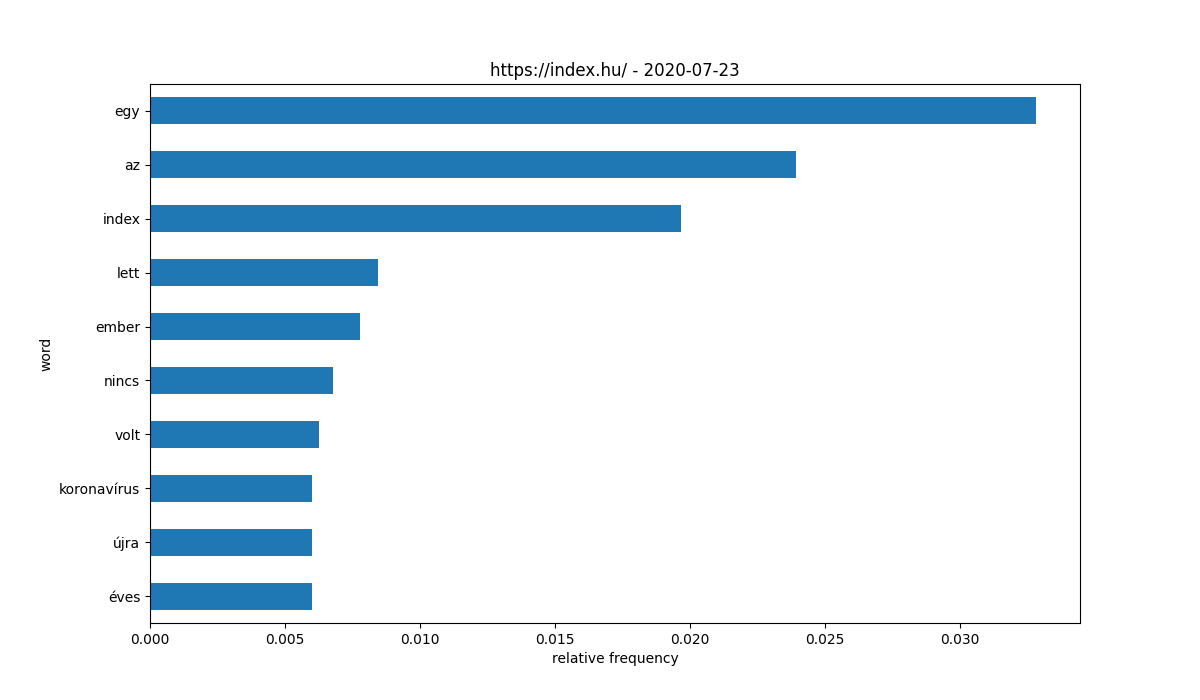 https://index.hu/ - 2020-07-23
egy
az
index
lett
ember
nincs
volt
koronavírus
újra
éves
word
0.000 0.005 0.010 0.015 0.020 0.025 0.030
relative frequency